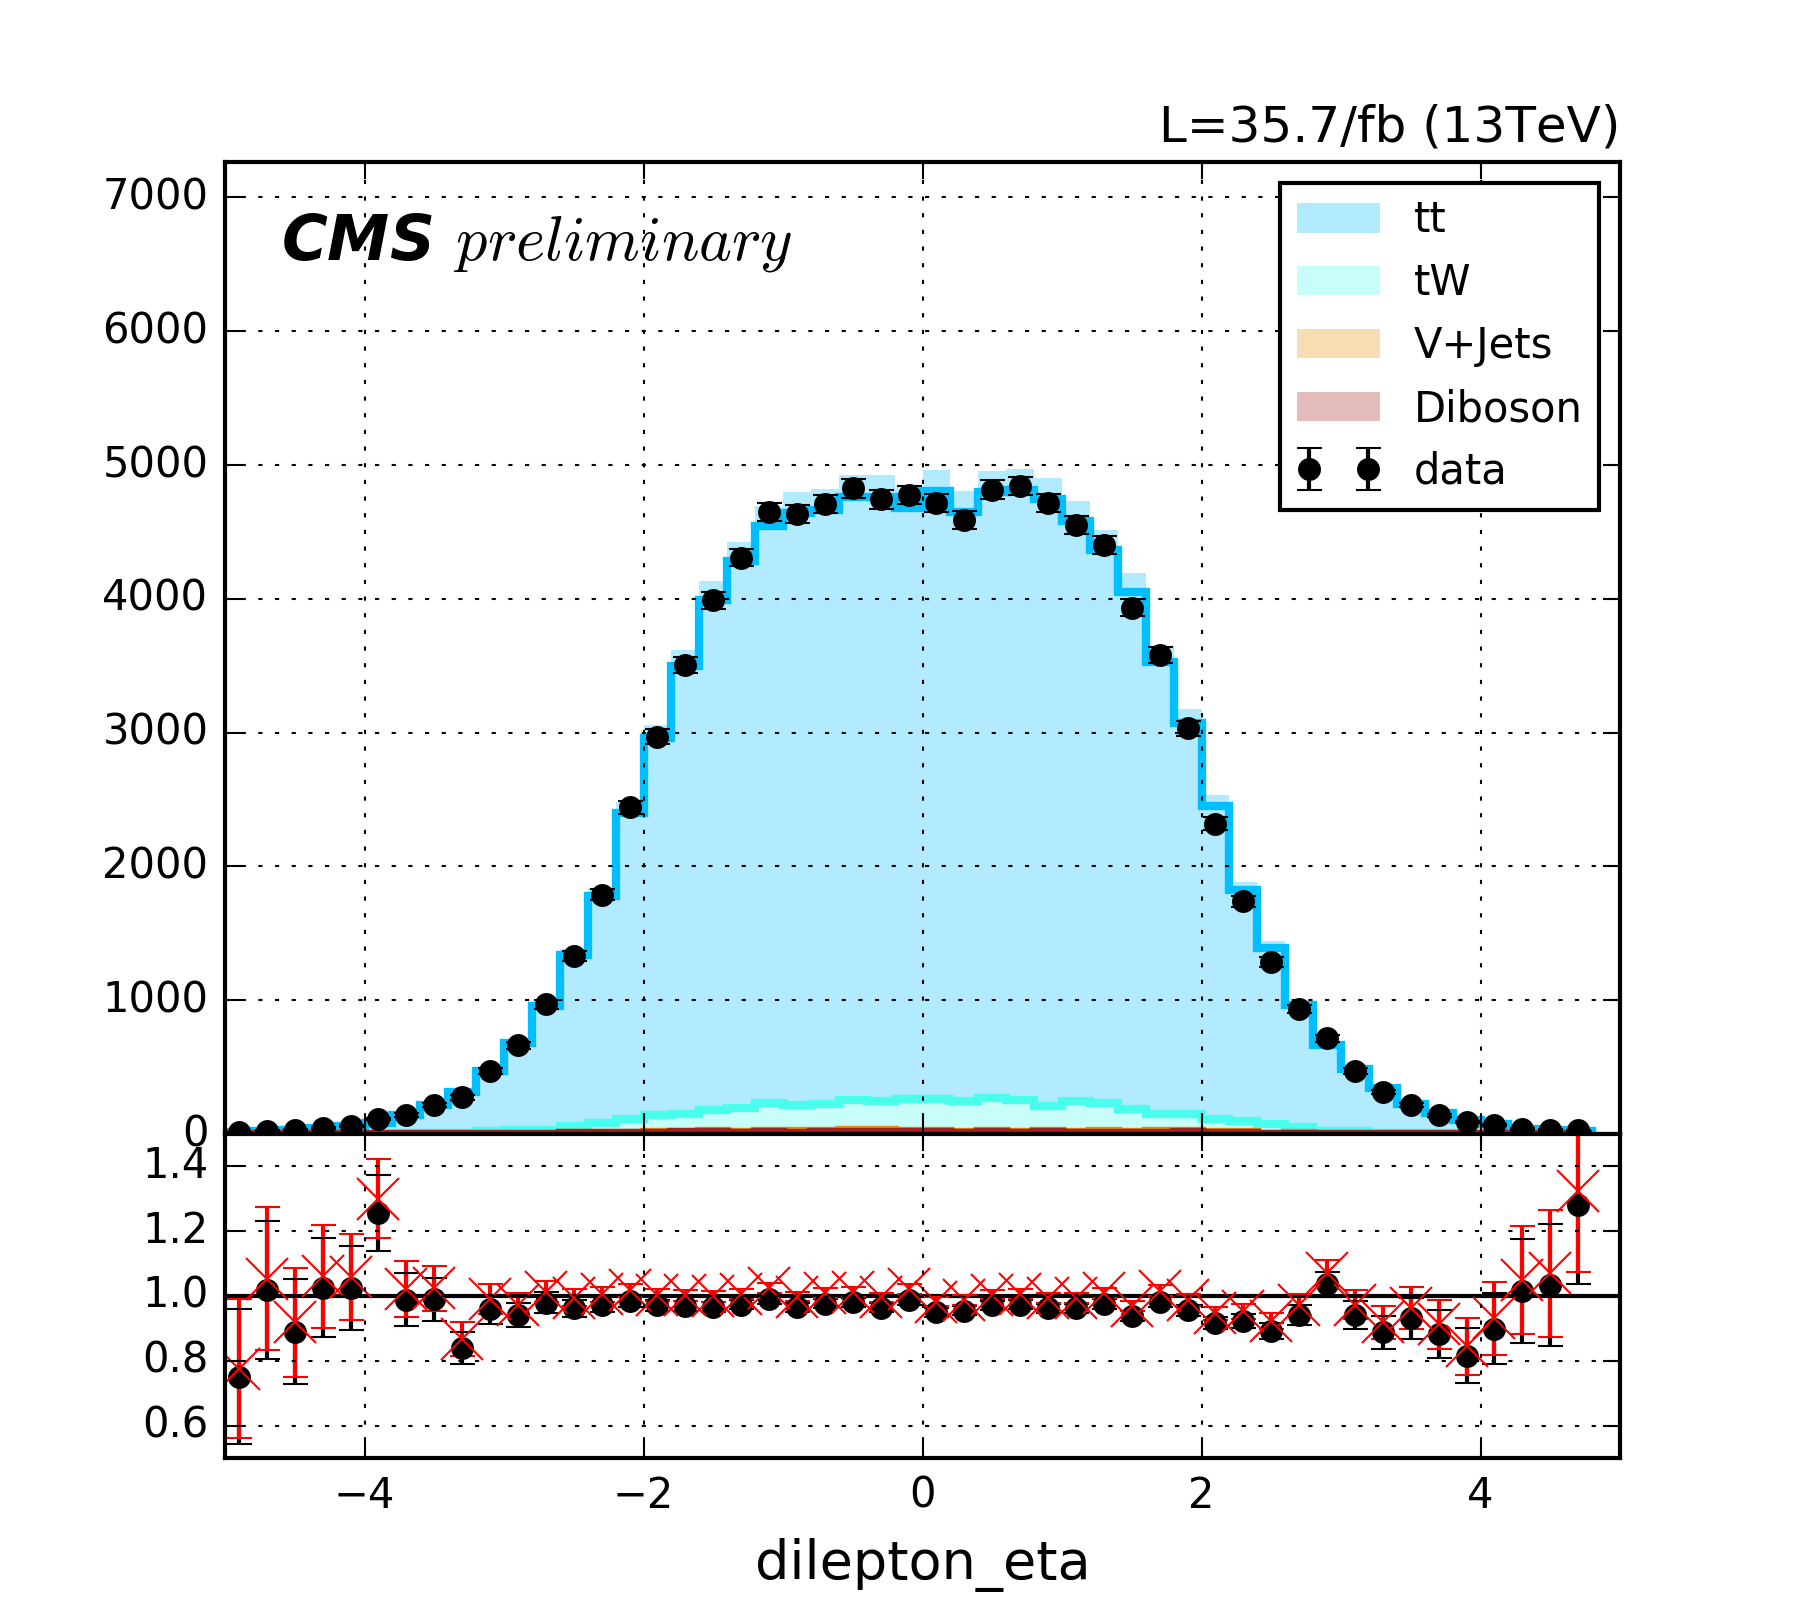 L=35.7/fb (13TeV)
CMS preliminary
7000
6000
5000
4000
3000
2000
1000
0
tt
tW
V+Jets
Diboson
data
1.4
1.2
1.0
0.8
0.6
−4 −2 0 2 4
dilepton_eta